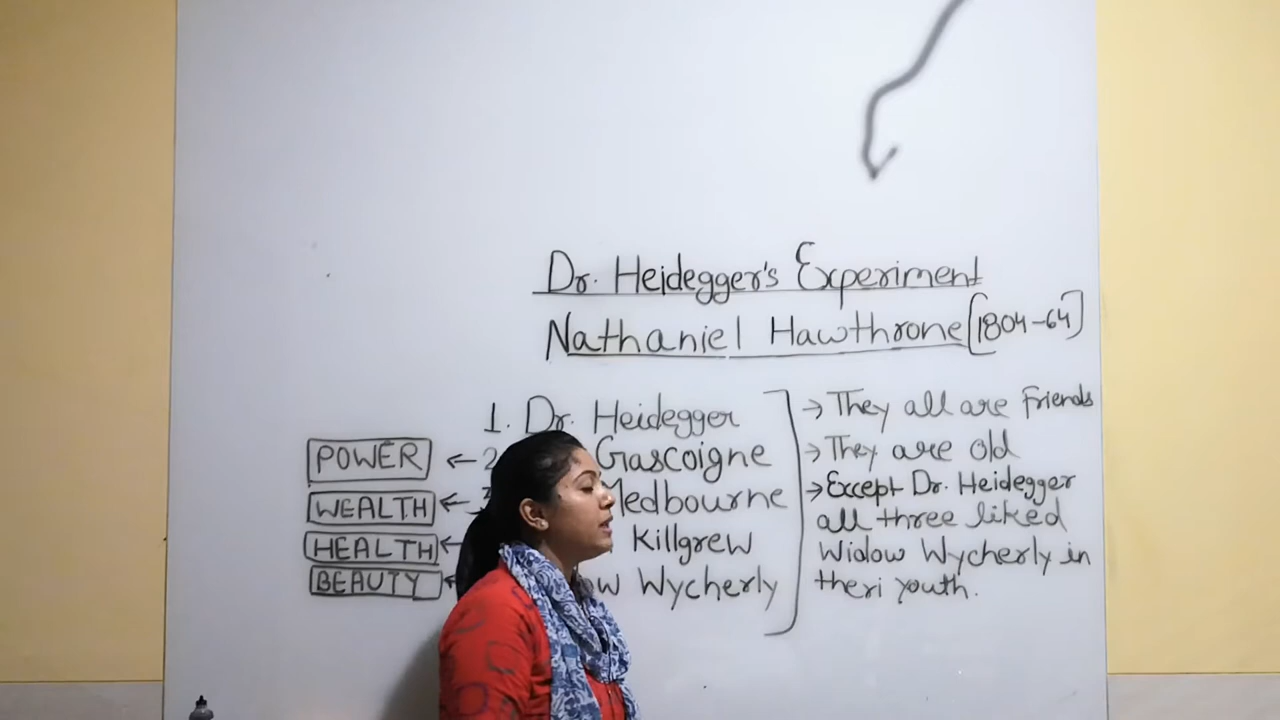 Dr. Heidegger's Experiment
Nathaniel Hawthrone [1804-64]
1. Dr. Heidegger
POWER ← 2 Gascoigne
WEALTH ← Medbourne
HEALTH ← Killgrew
BEAUTY ← Wycherly
→ They all are Friends
→ They are old
→ Except Dr. Heidegger
all three liked
Widow Wycherly in
theri youth.